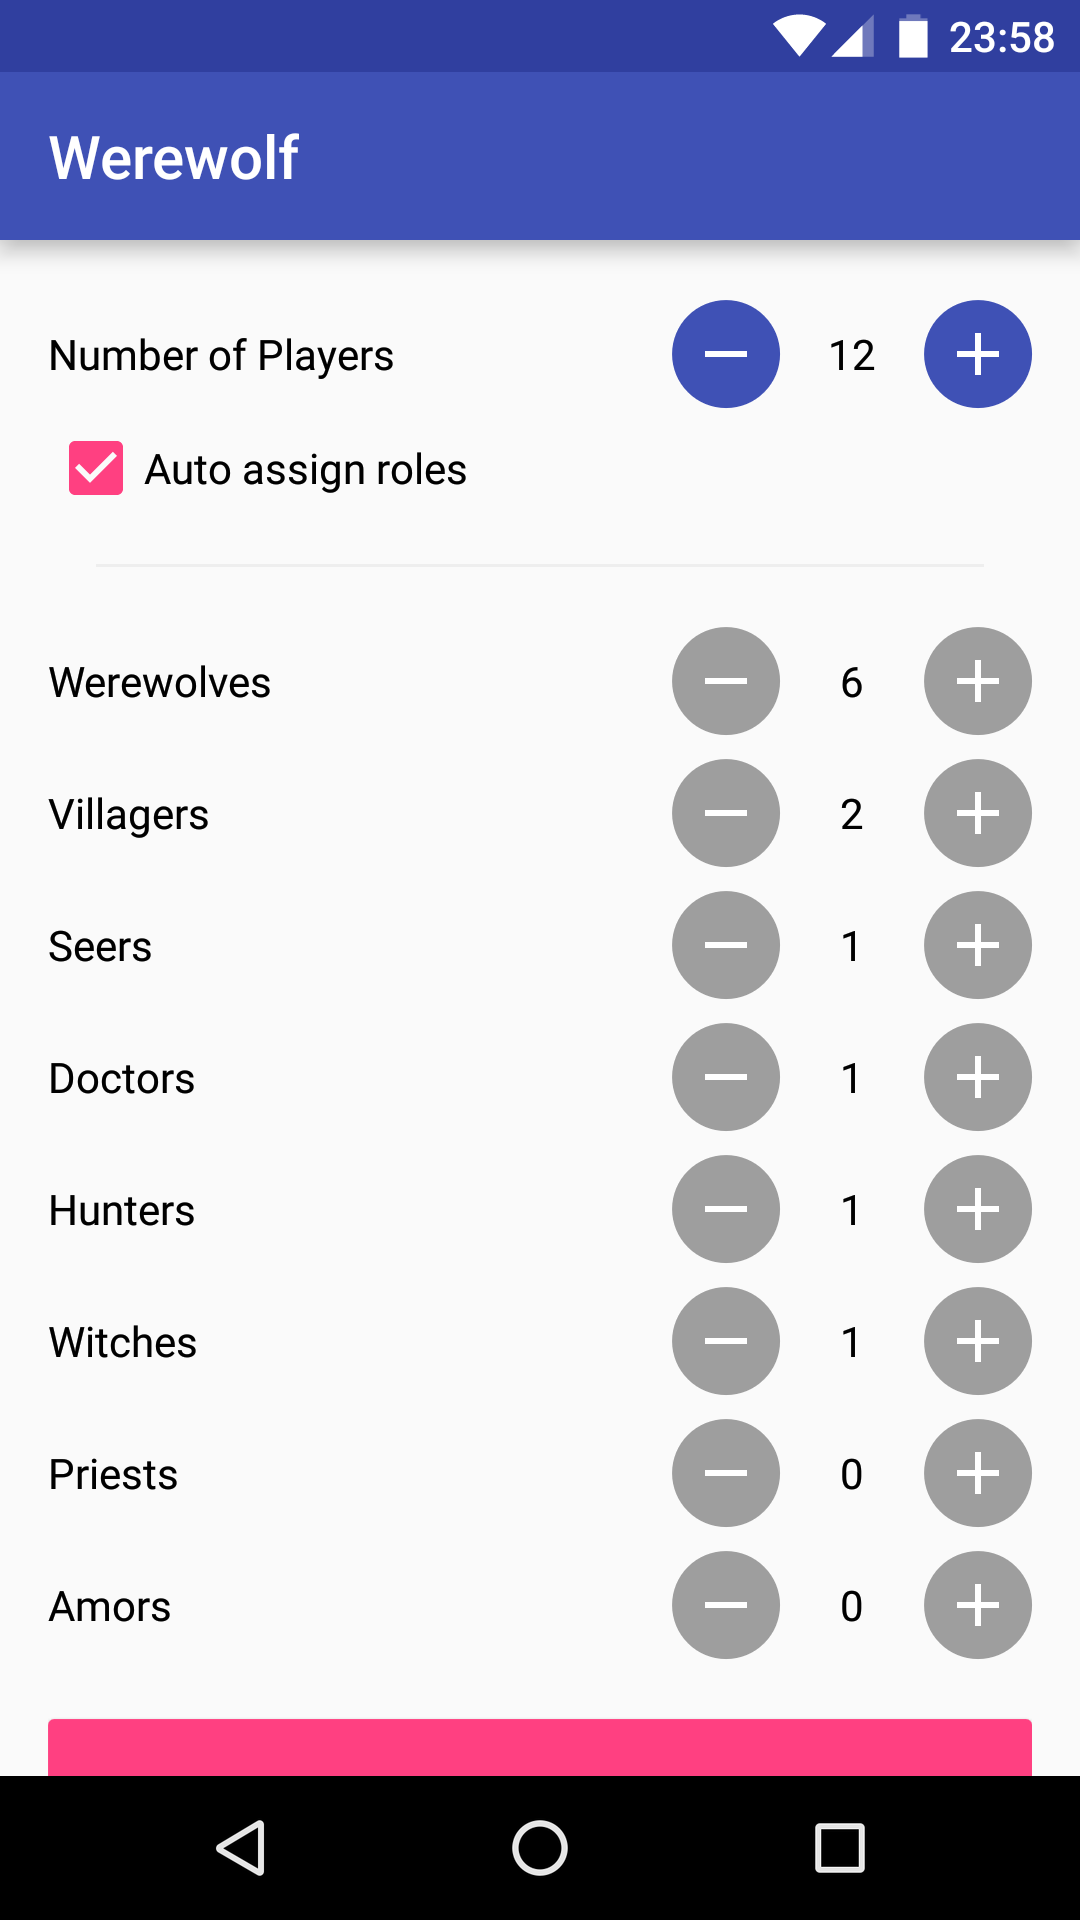 23:58
Werewolf
Number of Players 12
Auto assign roles
Werewolves 6
Villagers 2
Seers 1
Doctors 1
Hunters 1
Witches 1
Priests 0
Amors 0